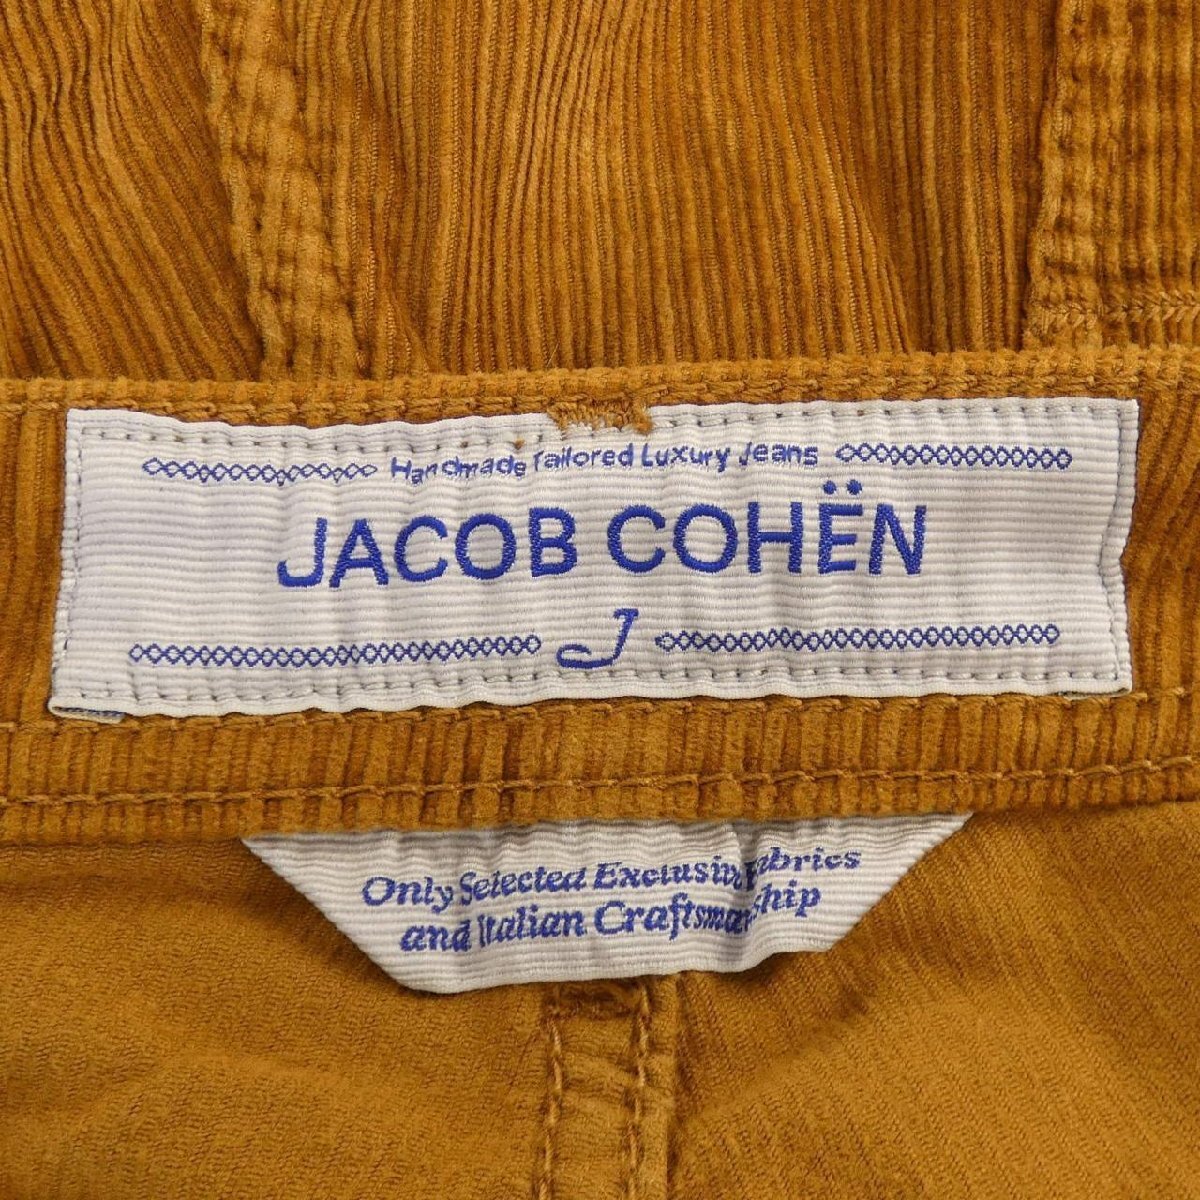 Handmade Tailored Luxury Jeans
JACOB COHËN
J
Only Selected Exclusive Fabrics
and Italian Craftsmanship